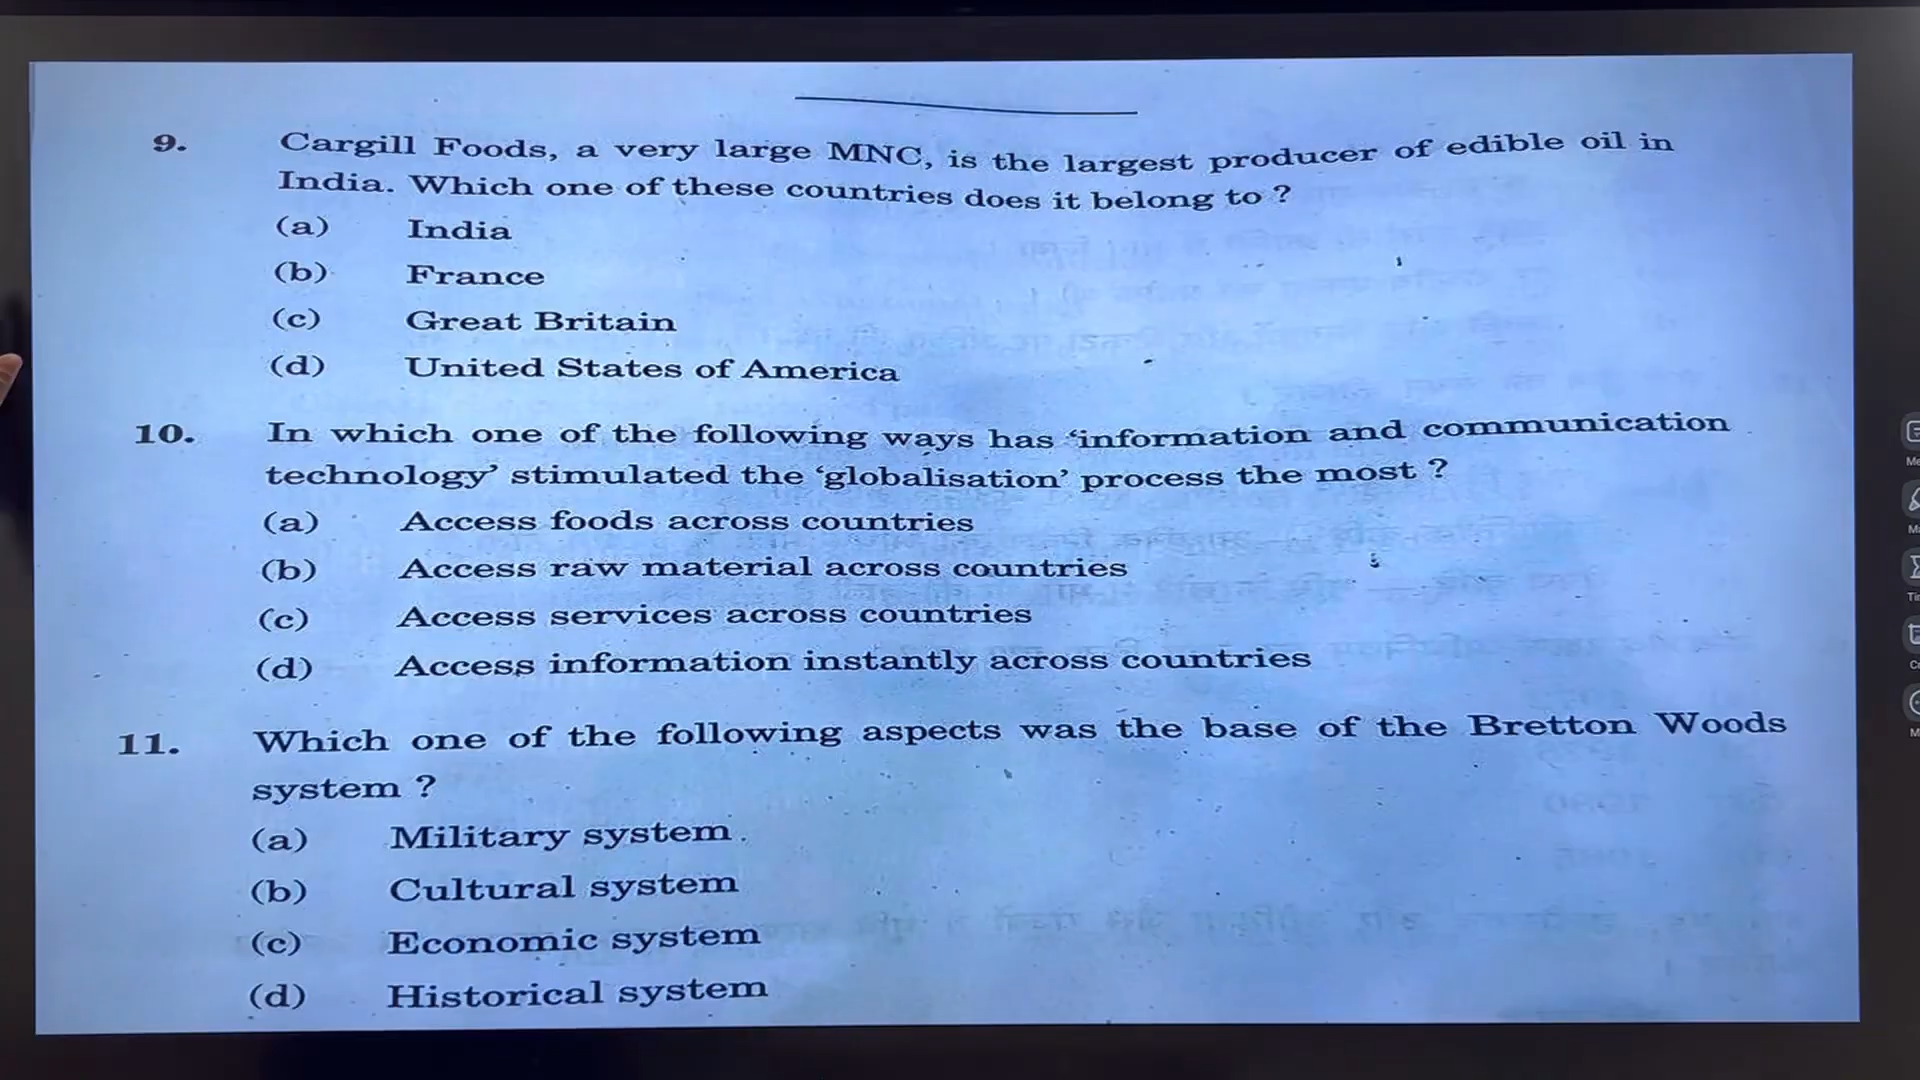 9. Cargill Foods, a very large MNC, is the largest producer of edible oil in
India. Which one of these countries does it belong to ?
(a) India
(b) France
(c) Great Britain
(d) United States of America
10. In which one of the following ways has ‘information and communication
technology’ stimulated the ‘globalisation’ process the most ?
(a) Access foods across countries
(b) Access raw material across countries
(c) Access services across countries
(d) Access information instantly across countries
11. Which one of the following aspects was the base of the Bretton Woods
system ?
(a) Military system
(b) Cultural system
(c) Economic system
(d) Historical system